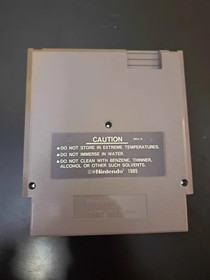 CAUTION
•DO NOT STORE IN EXTREME TEMPERATURES.
•DO NOT IMMERSE IN WATER.
•DO NOT CLEAN WITH BENZENE, THINNER,
ALCOHOL OR OTHER SUCH SOLVENTS.
©Nintendo 1985